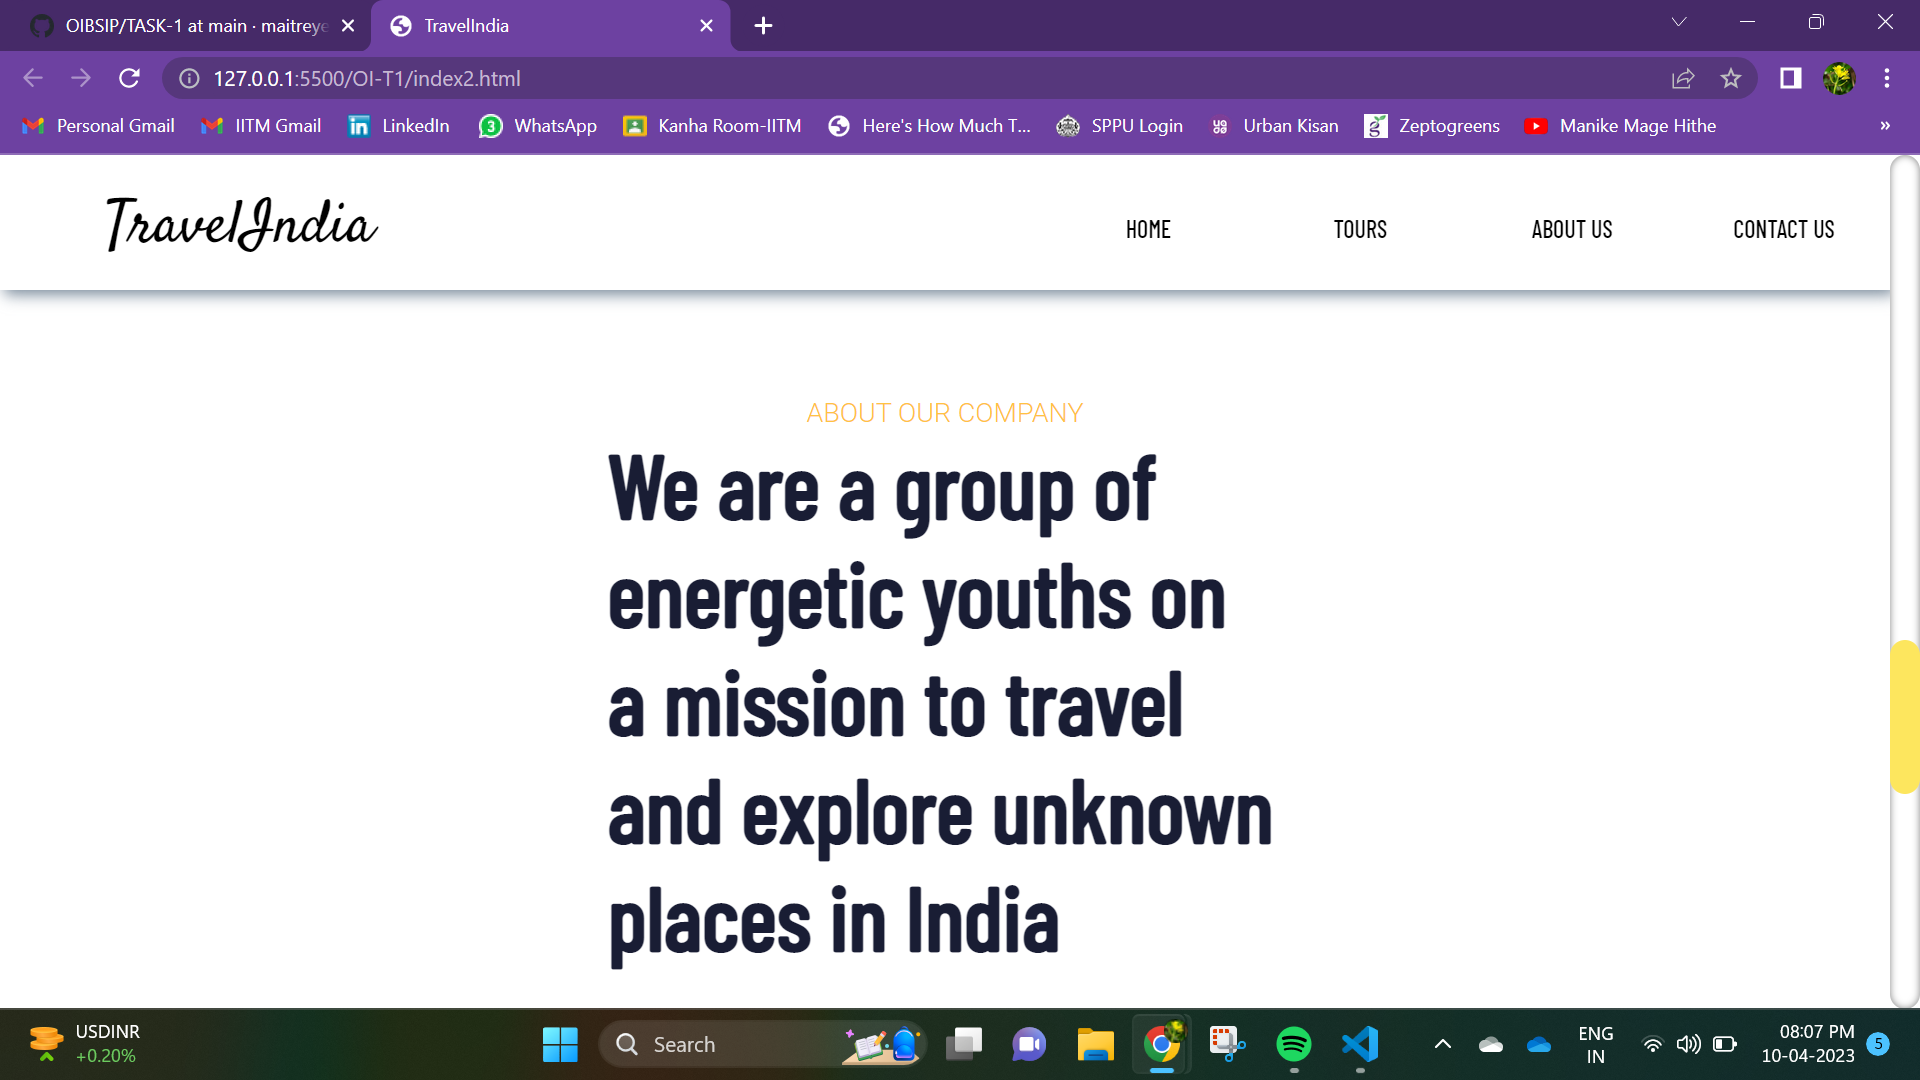 OIBSIP/TASK-1 at main · maitreye
TravelIndia
127.0.0.1:5500/OI-T1/index2.html
Personal Gmail
IITM Gmail
LinkedIn
3
WhatsApp
Kanha Room-IITM
Here's How Much T...
SPPU Login
Urban Kisan
Zeptogreens
Manike Mage Hithe
»
TravelIndia
HOME
TOURS
ABOUT US
CONTACT US
ABOUT OUR COMPANY
We are a group of
energetic youths on
a mission to travel
and explore unknown
places in India
USDINR
+0.20%
Search
ENG
IN
08:07 PM
10-04-2023
5